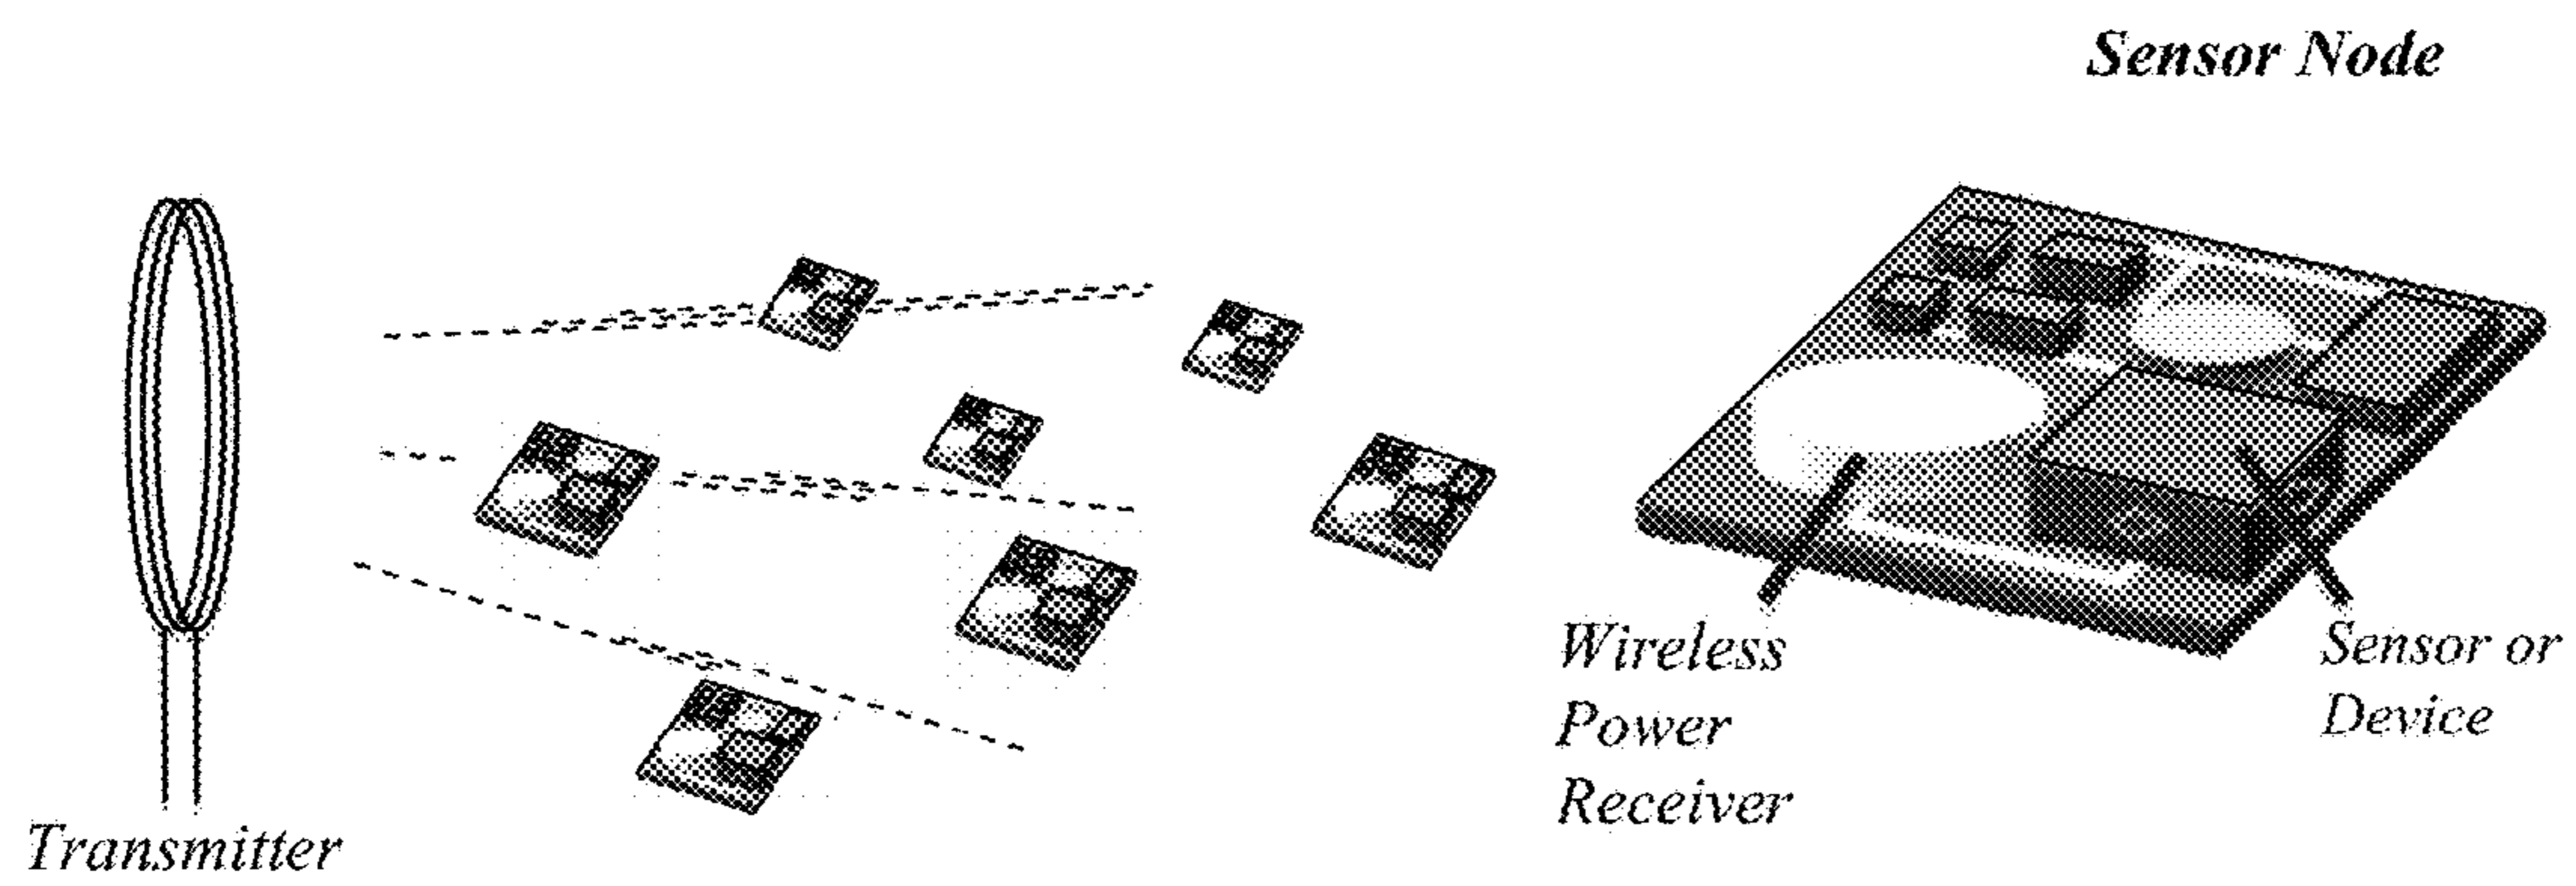 Sensor Node
Wireless
Power
Receiver
Sensor or
Device
Transmitter